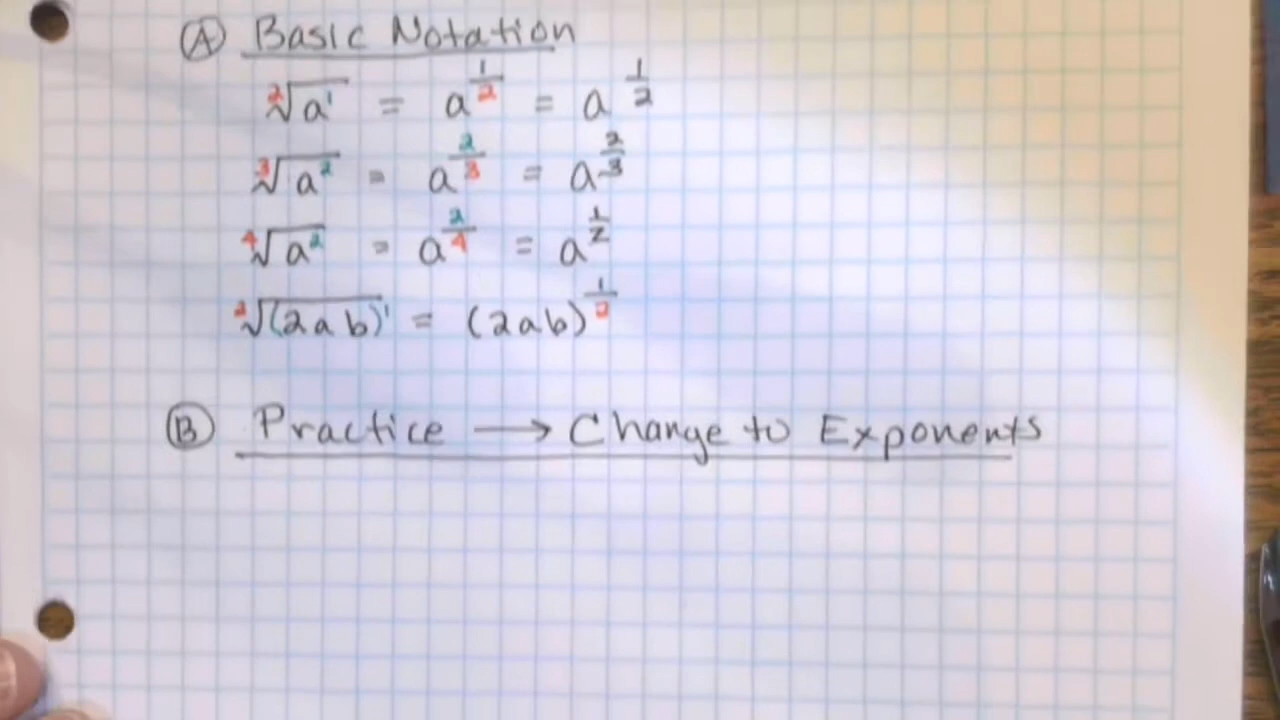 Ⓐ Basic Notation
²√a¹ = a^(1/2) = a^(1/2)
³√a² = a^(2/3) = a^(2/3)
⁴√a² = a^(2/4) = a^(1/2)
²√(2ab)¹ = (2ab)^(1/2)
Ⓑ Practice → Change to Exponents